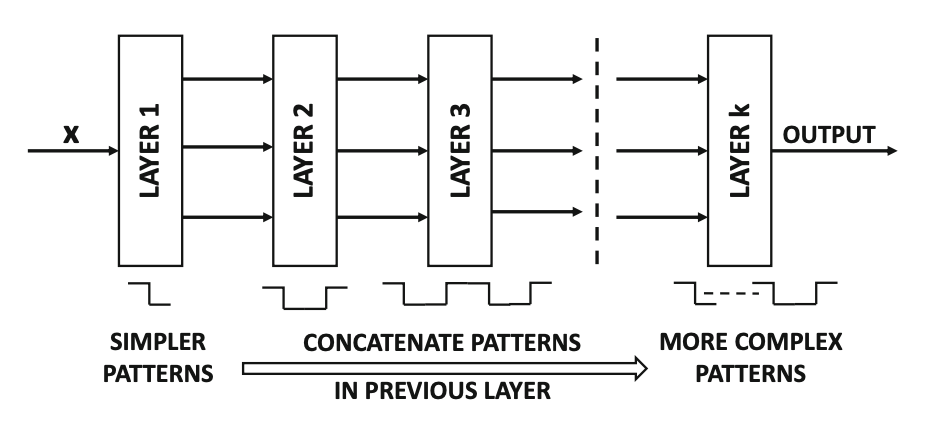 X
LAYER 1
LAYER 2
LAYER 3
LAYER k
OUTPUT
SIMPLER
PATTERNS
CONCATENATE PATTERNS
IN PREVIOUS LAYER
MORE COMPLEX
PATTERNS